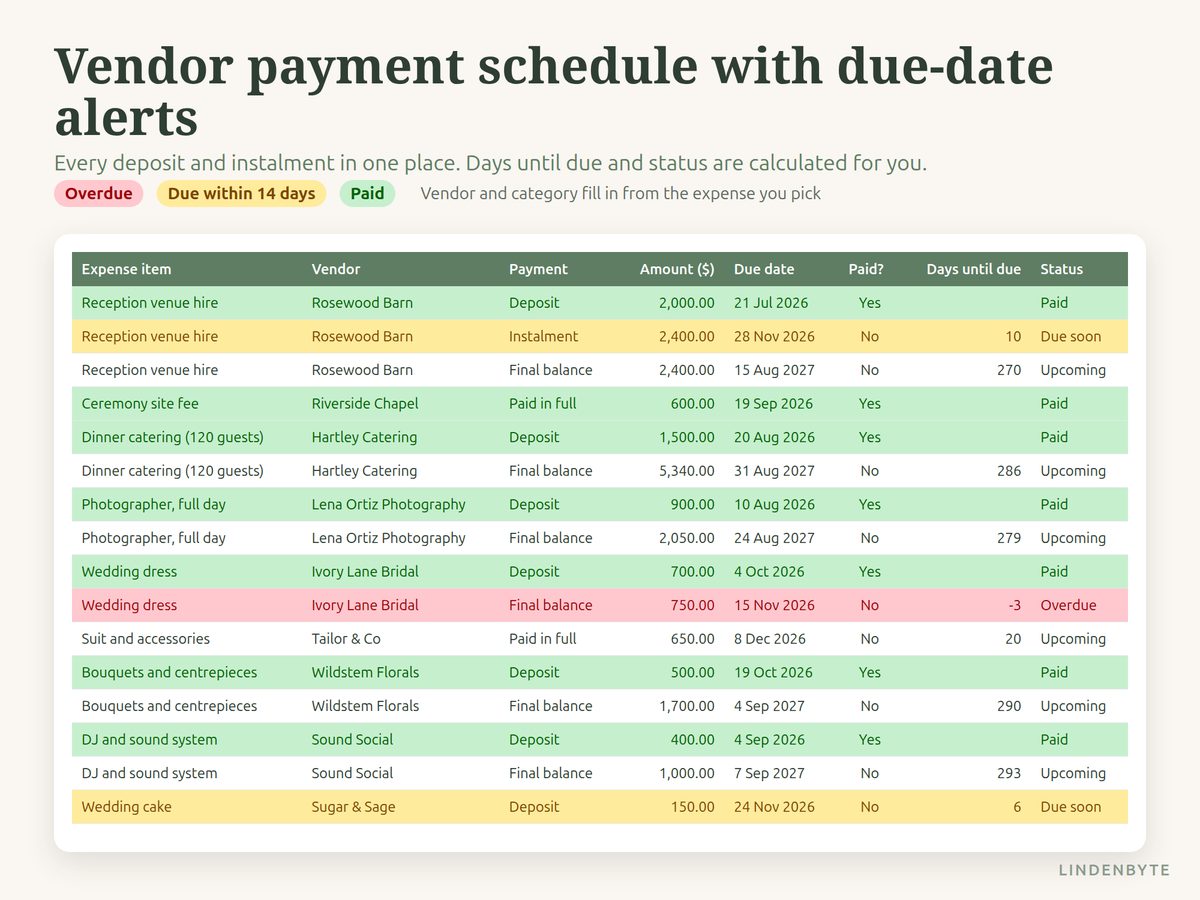 Vendor payment schedule with due-date
alerts
Every deposit and instalment in one place. Days until due and status are calculated for you.
Overdue Due within 14 days Paid Vendor and category fill in from the expense you pick
Expense item Vendor Payment Amount ($) Due date Paid? Days until due Status
Reception venue hire Rosewood Barn Deposit 2,000.00 21 Jul 2026 Yes Paid
Reception venue hire Rosewood Barn Instalment 2,400.00 28 Nov 2026 No 10 Due soon
Reception venue hire Rosewood Barn Final balance 2,400.00 15 Aug 2027 No 270 Upcoming
Ceremony site fee Riverside Chapel Paid in full 600.00 19 Sep 2026 Yes Paid
Dinner catering (120 guests) Hartley Catering Deposit 1,500.00 20 Aug 2026 Yes Paid
Dinner catering (120 guests) Hartley Catering Final balance 5,340.00 31 Aug 2027 No 286 Upcoming
Photographer, full day Lena Ortiz Photography Deposit 900.00 10 Aug 2026 Yes Paid
Photographer, full day Lena Ortiz Photography Final balance 2,050.00 24 Aug 2027 No 279 Upcoming
Wedding dress Ivory Lane Bridal Deposit 700.00 4 Oct 2026 Yes Paid
Wedding dress Ivory Lane Bridal Final balance 750.00 15 Nov 2026 No -3 Overdue
Suit and accessories Tailor & Co Paid in full 650.00 8 Dec 2026 No 20 Upcoming
Bouquets and centrepieces Wildstem Florals Deposit 500.00 19 Oct 2026 Yes Paid
Bouquets and centrepieces Wildstem Florals Final balance 1,700.00 4 Sep 2027 No 290 Upcoming
DJ and sound system Sound Social Deposit 400.00 4 Sep 2026 Yes Paid
DJ and sound system Sound Social Final balance 1,000.00 7 Sep 2027 No 293 Upcoming
Wedding cake Sugar & Sage Deposit 150.00 24 Nov 2026 No 6 Due soon
LINDENBYTE